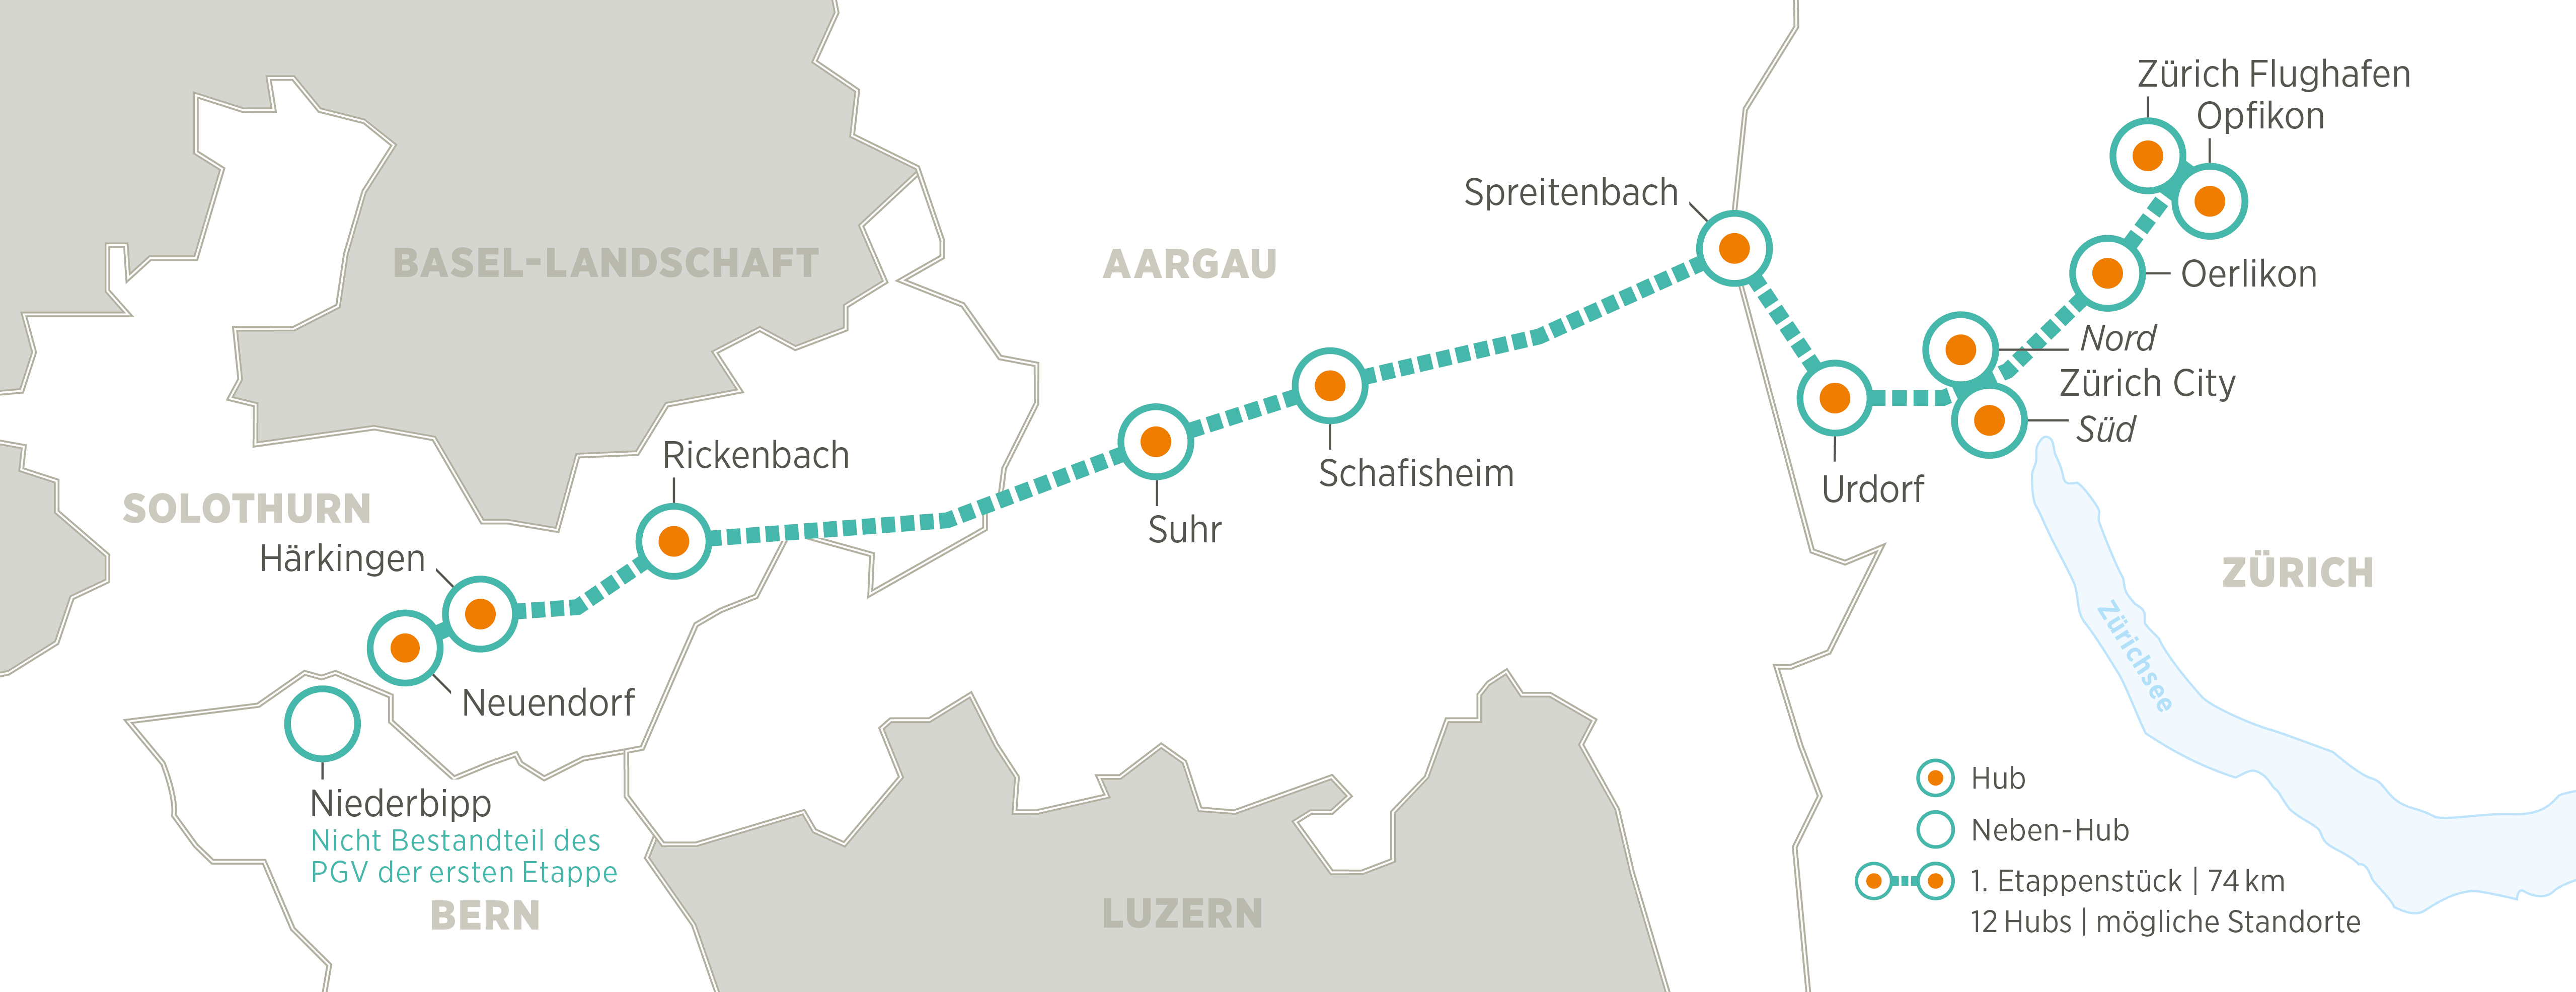 Zürich Flughafen
Opfikon
Spreitenbach
BASEL-LANDSCHAFT
AARGAU
Oerlikon
Nord
Zürich City
Süd
Rickenbach
Schafisheim
Urdorf
SOLOTHURN
Suhr
Härkingen
ZÜRICH
Zürichsee
Neuendorf
Niederbipp
Nicht Bestandteil des
PGV der ersten Etappe
BERN
LUZERN
Hub
Neben-Hub
1. Etappenstück | 74 km
12 Hubs | mögliche Standorte